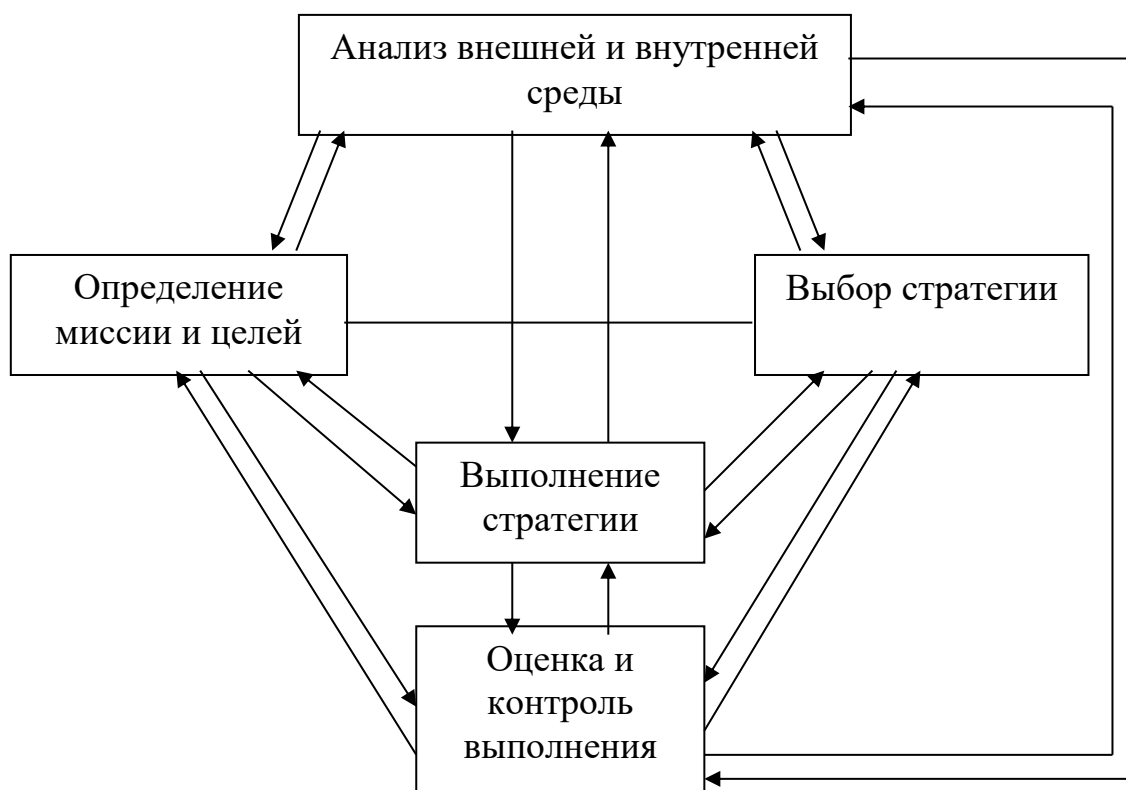 Анализ внешней и внутренней
среды
Определение
миссии и целей
Выбор стратегии
Выполнение
стратегии
Оценка и
контроль
выполнения